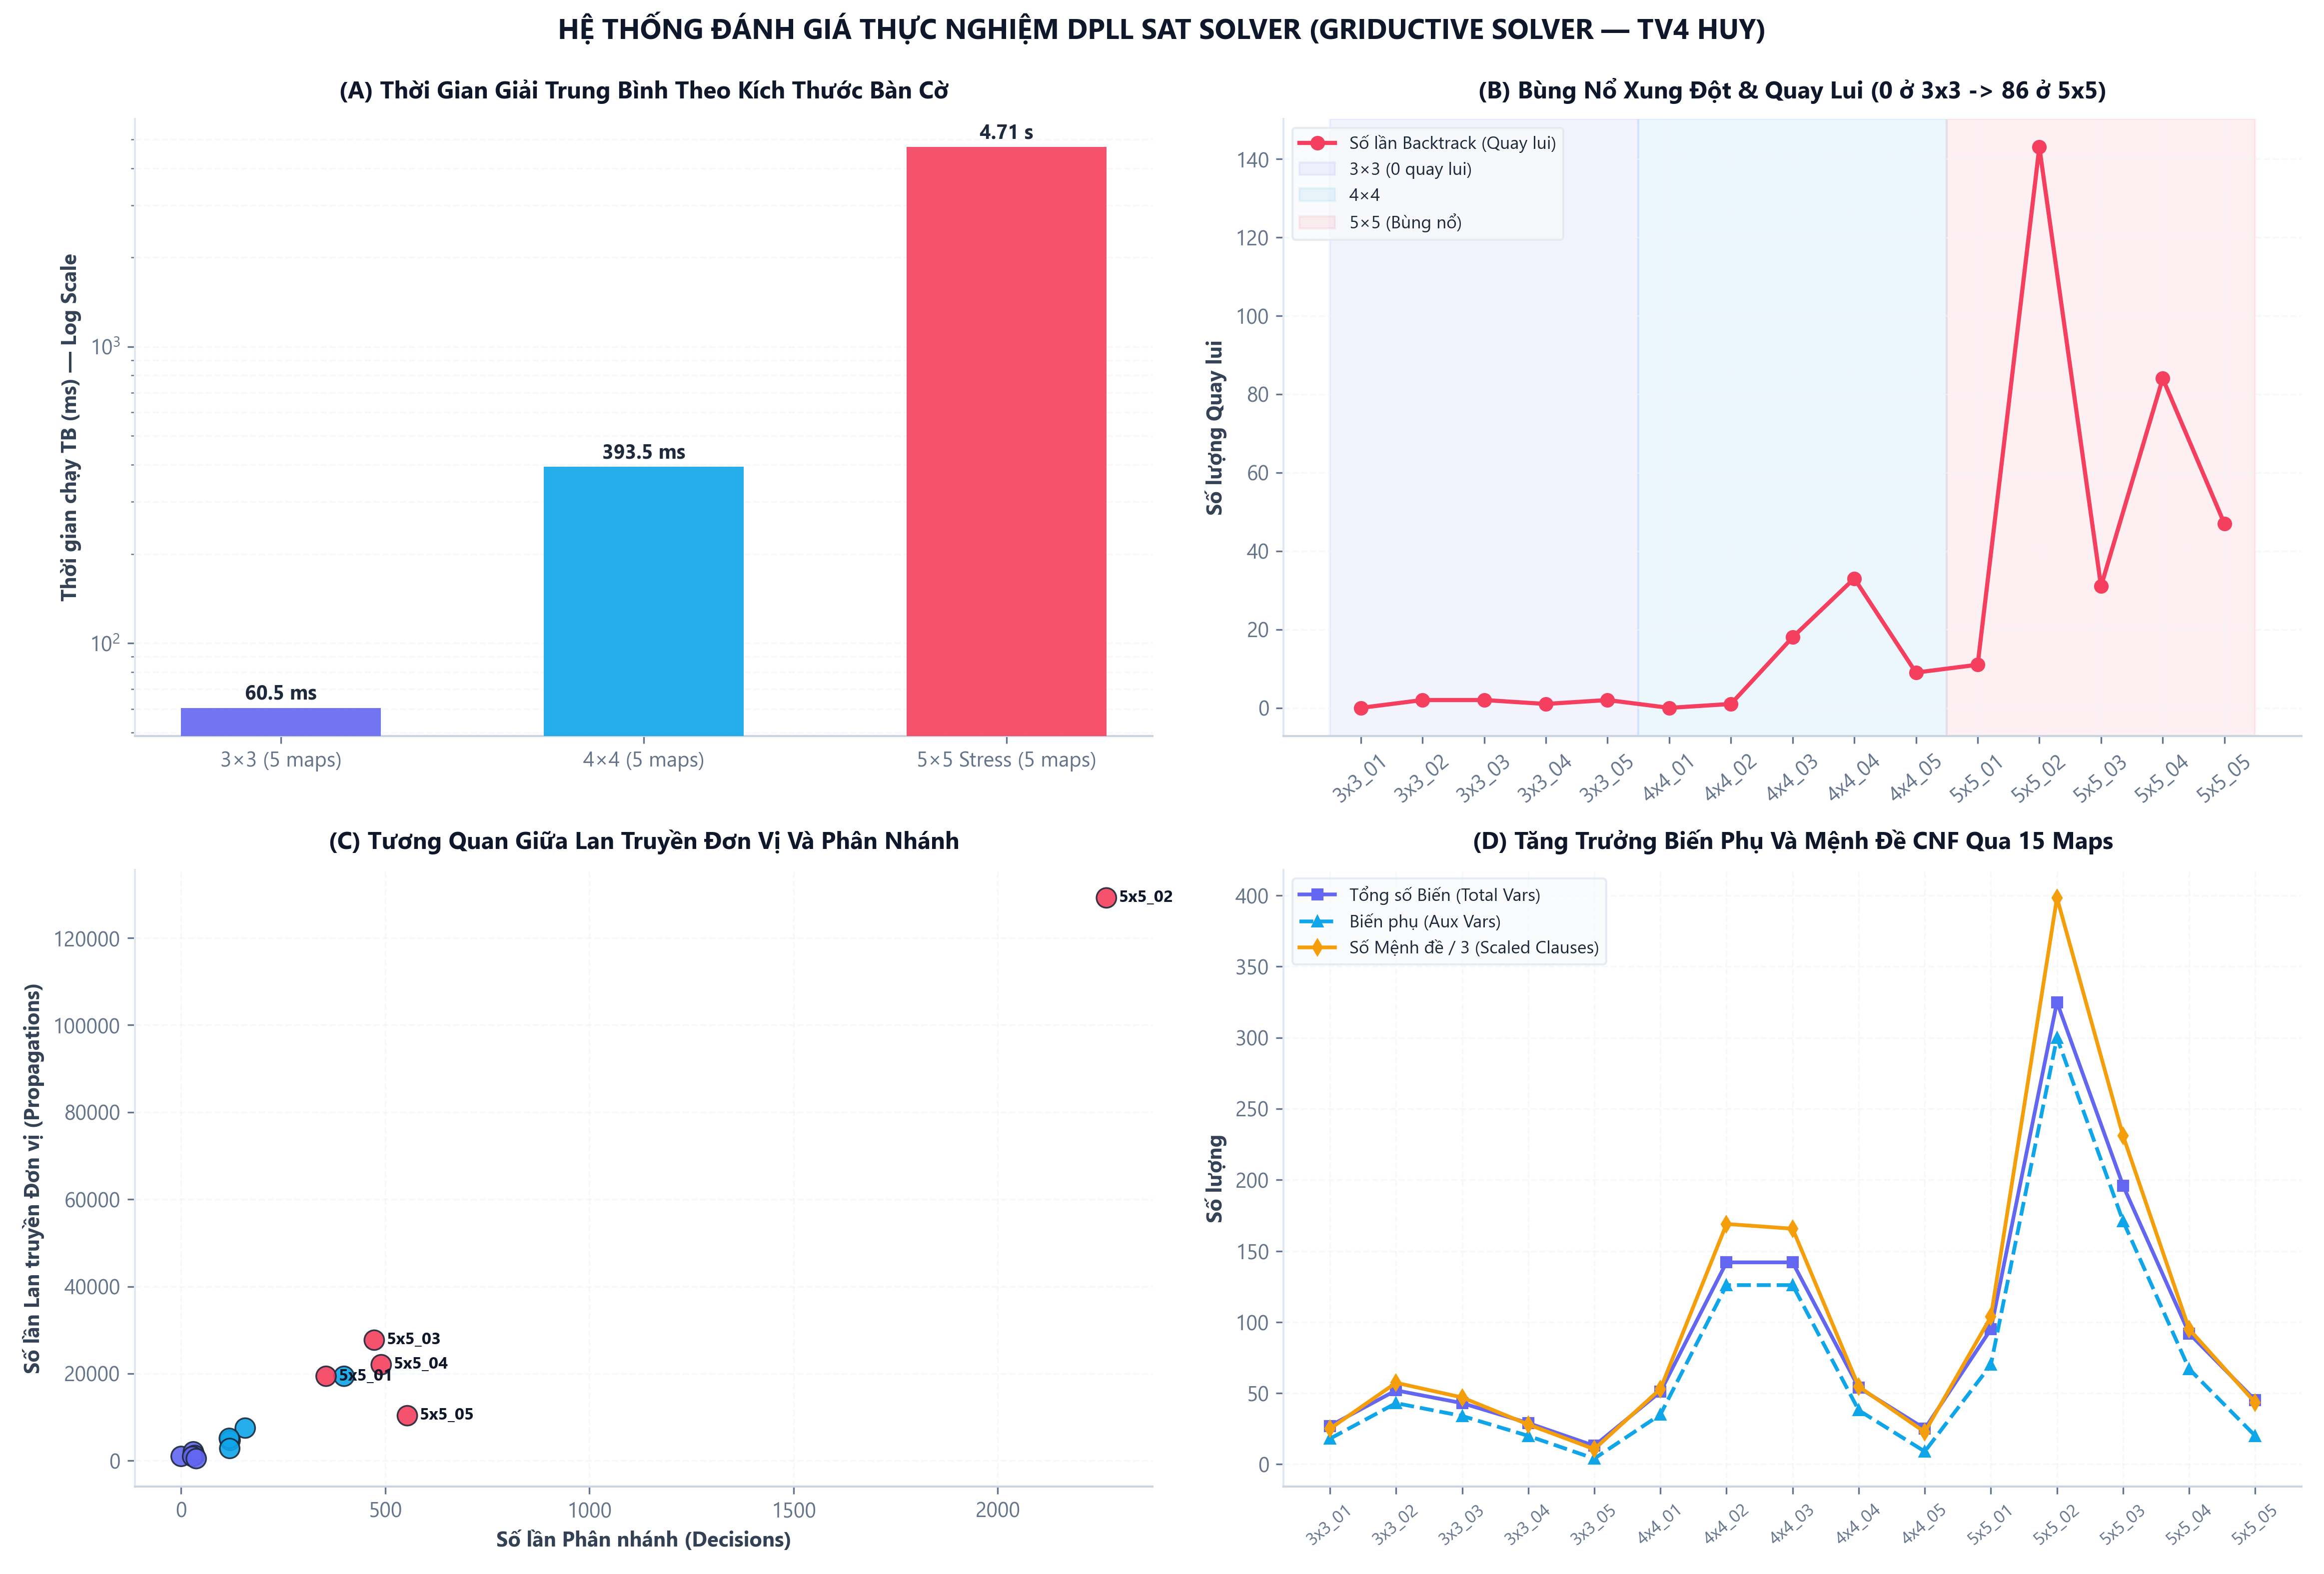 HỆ THỐNG ĐÁNH GIÁ THỰC NGHIỆM DPLL SAT SOLVER (GRIDUCTIVE SOLVER — TV4 HUY)
(A) Thời Gian Giải Trung Bình Theo Kích Thước Bàn Cờ
Thời gian chạy TB (ms) — Log Scale
10³
10²
60.5 ms
393.5 ms
4.71 s
3×3 (5 maps)
4×4 (5 maps)
5×5 Stress (5 maps)
(B) Bùng Nổ Xung Đột & Quay Lui (0 ở 3x3 -> 86 ở 5x5)
Số lượng Quay lui
140
120
100
80
60
40
20
0
Số lần Backtrack (Quay lui)
3×3 (0 quay lui)
4×4
5×5 (Bùng nổ)
3x3_01
3x3_02
3x3_03
3x3_04
3x3_05
4x4_01
4x4_02
4x4_03
4x4_04
4x4_05
5x5_01
5x5_02
5x5_03
5x5_04
5x5_05
(C) Tương Quan Giữa Lan Truyền Đơn Vị Và Phân Nhánh
Số lần Lan truyền Đơn vị (Propagations)
120000
100000
80000
60000
40000
20000
0
5x5_02
5x5_03
5x5_04
5x5_01
5x5_05
0
500
1000
1500
2000
Số lần Phân nhánh (Decisions)
(D) Tăng Trưởng Biến Phụ Và Mệnh Đề CNF Qua 15 Maps
Số lượng
400
350
300
250
200
150
100
50
0
Tổng số Biến (Total Vars)
Biến phụ (Aux Vars)
Số Mệnh đề / 3 (Scaled Clauses)
3x3_01
3x3_02
3x3_03
3x3_04
3x3_05
4x4_01
4x4_02
4x4_03
4x4_04
4x4_05
5x5_01
5x5_02
5x5_03
5x5_04
5x5_05